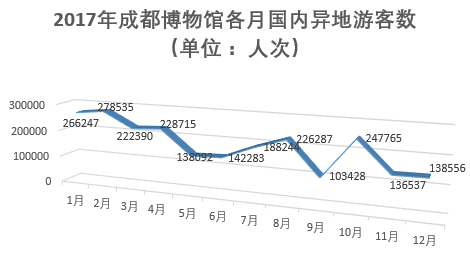 2017年成都博物馆各月国内异地游客数
（单位：人次）
300000
200000
100000
0
266247
278535
222390
228715
138092
142283
188244
226287
103428
247765
136537
138556
1月
2月
3月
4月
5月
6月
7月
8月
9月
10月
11月
12月